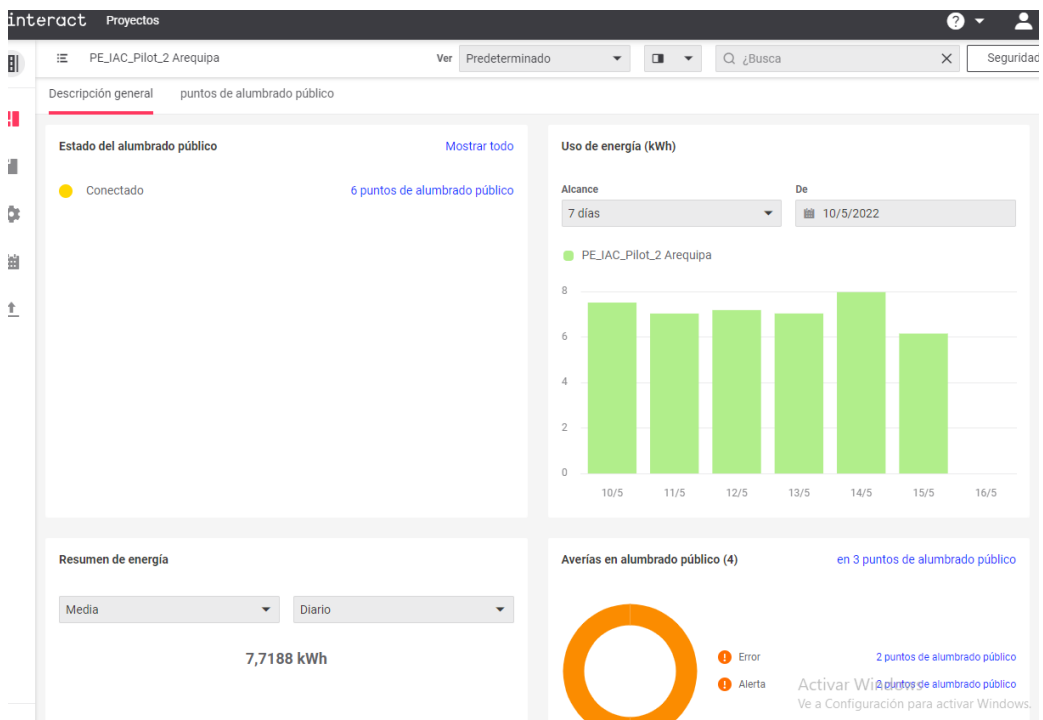 interact Proyectos
PE_IAC_Pilot_2 Arequipa Ver Predeterminado ¿Busca Seguridad
Descripción general puntos de alumbrado público
Estado del alumbrado público Mostrar todo
Conectado 6 puntos de alumbrado público
Uso de energía (kWh)
Alcance De
7 días 10/5/2022
PE_IAC_Pilot_2 Arequipa
8
6
4
2
0
10/5 11/5 12/5 13/5 14/5 15/5 16/5
Resumen de energía
Media Diario
7,7188 kWh
Averías en alumbrado público (4) en 3 puntos de alumbrado público
! Error 2 puntos de alumbrado público
! Alerta 2 puntos de alumbrado público
Activar Windows
Ve a Configuración para activar Windows.